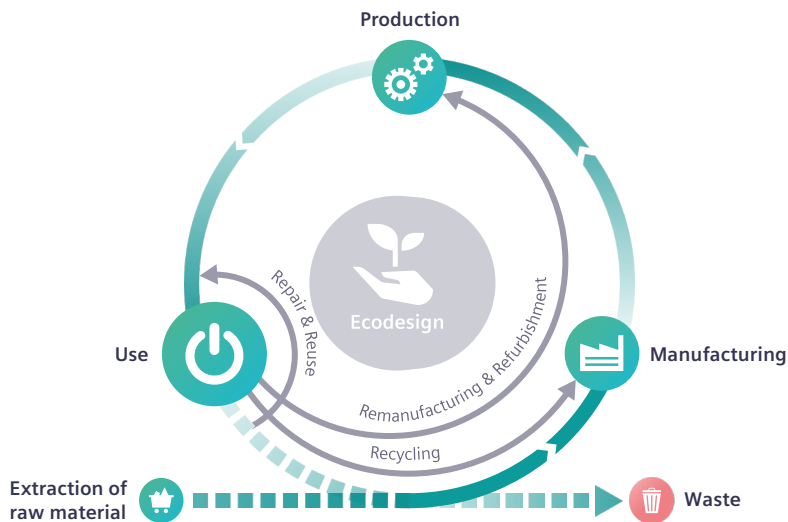 Production
Repair & Reuse
Ecodesign
Remanufacturing & Refurbishment
Use
Manufacturing
Recycling
Extraction of
raw material
Waste